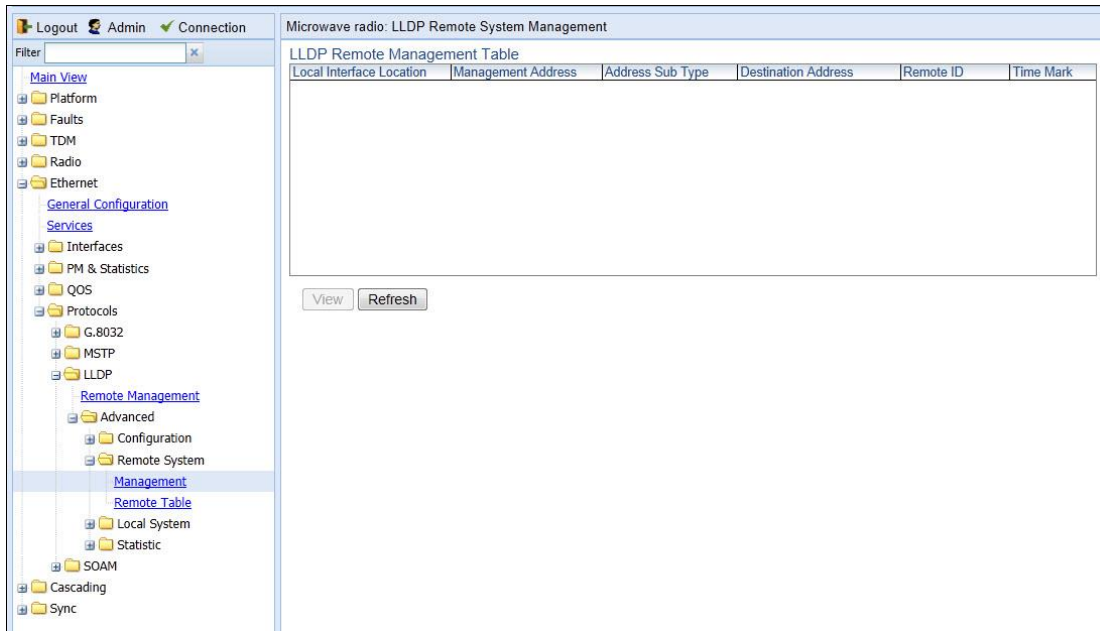 Logout Admin Connection
Filter
Main View
Platform
Faults
TDM
Radio
Ethernet
General Configuration
Services
Interfaces
PM & Statistics
QOS
Protocols
G.8032
MSTP
LLDP
Remote Management
Advanced
Configuration
Remote System
Management
Remote Table
Local System
Statistic
SOAM
Cascading
Sync
Microwave radio: LLDP Remote System Management
LLDP Remote Management Table
Local Interface Location Management Address Address Sub Type Destination Address Remote ID Time Mark
View Refresh